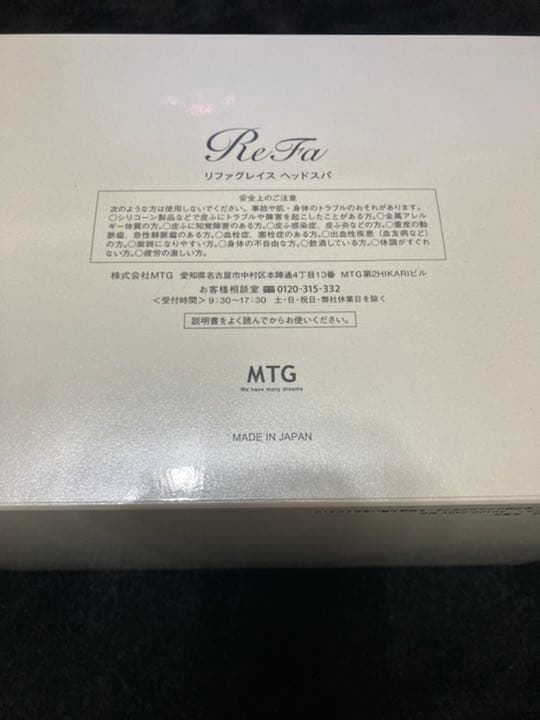 ReFa
リファグレイス ヘッドスパ
安全上のご注意
次のような方は使用しないでください。事故や肌・身体のトラブルのおそれがあります。
○シリコーン製品などで皮ふにトラブルや障害を起こしたことがある方。○金属アレル
ギー体質の方。○皮ふに知覚障害のある方。○皮ふ感染症、皮ふ炎などの方。○重度の動
脈瘤、急性静脈瘤のある方。○血栓症、塞栓症のある方。○出血性疾患（血友病など）
の方。○紫斑になりやすい方。○身体の不自由な方。○飲酒している方。○体調がすぐれ
ない方。○疲労の激しい方。
株式会社MTG 愛知県名古屋市中村区本陣通4丁目13番 MTG第2HIKARIビル
お客様相談室 0120-315-332
＜受付時間＞9:30〜17:30 土・日・祝日・弊社休業日を除く
説明書をよく読んでからお使いください。
MTG
We have many dreams
MADE IN JAPAN